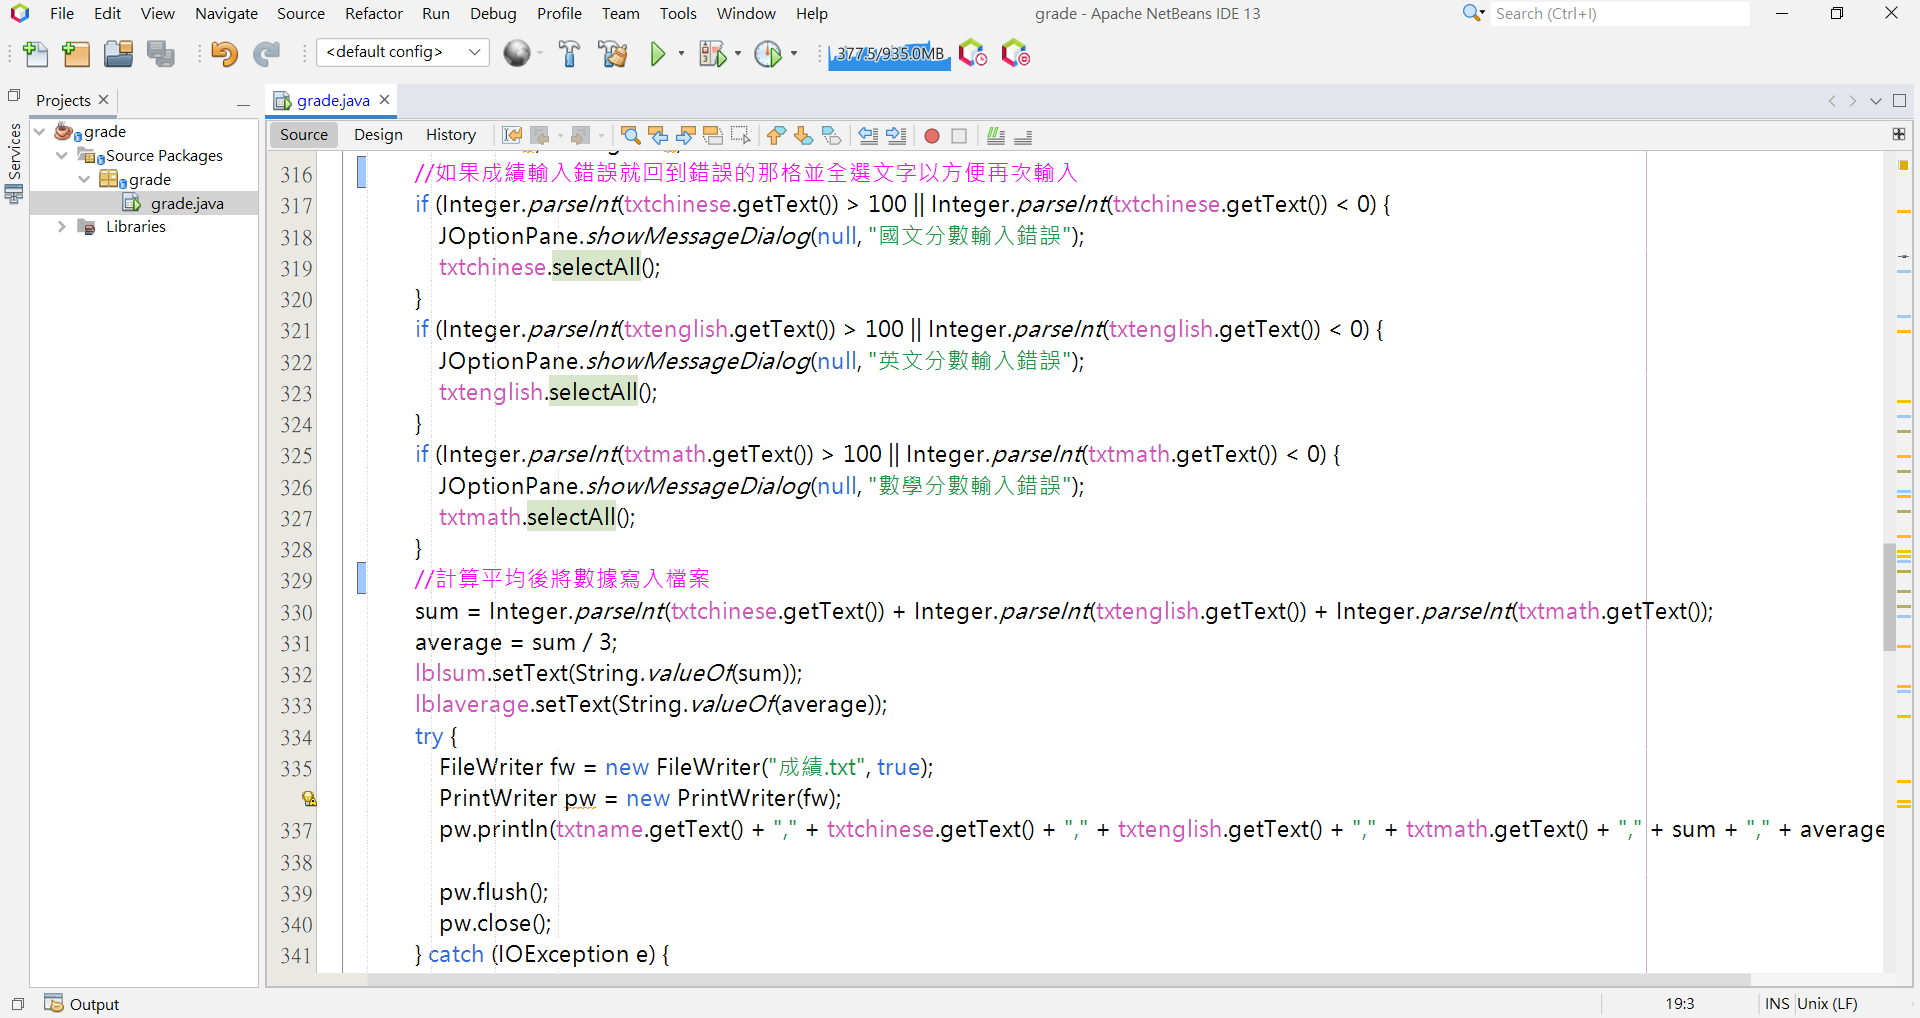 File Edit View Navigate Source Refactor Run Debug Profile Team Tools Window Help
grade - Apache NetBeans IDE 13
Search (Ctrl+I)
<default config>
377.5/935.0MB
Services
Projects
grade
Source Packages
grade
grade.java
Libraries
grade.java
Source Design History
316 //如果成績輸入錯誤就回到錯誤的那格並全選文字以方便再次輸入
317 if (Integer.parseInt(txtchinese.getText()) > 100 || Integer.parseInt(txtchinese.getText()) < 0) {
318 JOptionPane.showMessageDialog(null, "國文分數輸入錯誤");
319 txtchinese.selectAll();
320 }
321 if (Integer.parseInt(txtenglish.getText()) > 100 || Integer.parseInt(txtenglish.getText()) < 0) {
322 JOptionPane.showMessageDialog(null, "英文分數輸入錯誤");
323 txtenglish.selectAll();
324 }
325 if (Integer.parseInt(txtmath.getText()) > 100 || Integer.parseInt(txtmath.getText()) < 0) {
326 JOptionPane.showMessageDialog(null, "數學分數輸入錯誤");
327 txtmath.selectAll();
328 }
329 //計算平均後將數據寫入檔案
330 sum = Integer.parseInt(txtchinese.getText()) + Integer.parseInt(txtenglish.getText()) + Integer.parseInt(txtmath.getText());
331 average = sum / 3;
332 lblsum.setText(String.valueOf(sum));
333 lblaverage.setText(String.valueOf(average));
334 try {
335 FileWriter fw = new FileWriter("成績.txt", true);
PrintWriter pw = new PrintWriter(fw);
337 pw.println(txtname.getText() + "," + txtchinese.getText() + "," + txtenglish.getText() + "," + txtmath.getText() + "," + sum + "," + average
338
339 pw.flush();
340 pw.close();
341 } catch (IOException e) {
Output
19:3 INS Unix (LF)